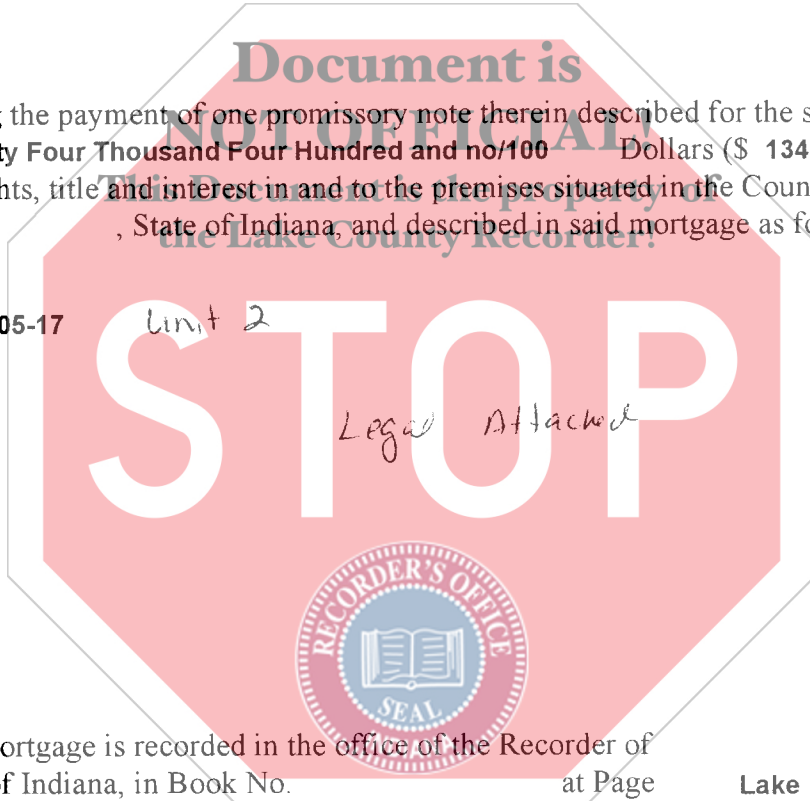 Document is
the payment of one promissory note therein described for the s
NOT OFFICIAL!
ty Four Thousand Four Hundred and no/100 Dollars ($ 134
hts, title and interest in and to the premises situated in the Coun
This Document is the property of
, State of Indiana, and described in said mortgage as fo
the Lake County Recorder!
05-17 Unit 2
STOP
Legal Attached
RECORDER'S OFFICE
SEAL
ortgage is recorded in the office of the Recorder of
f Indiana, in Book No. at Page Lake